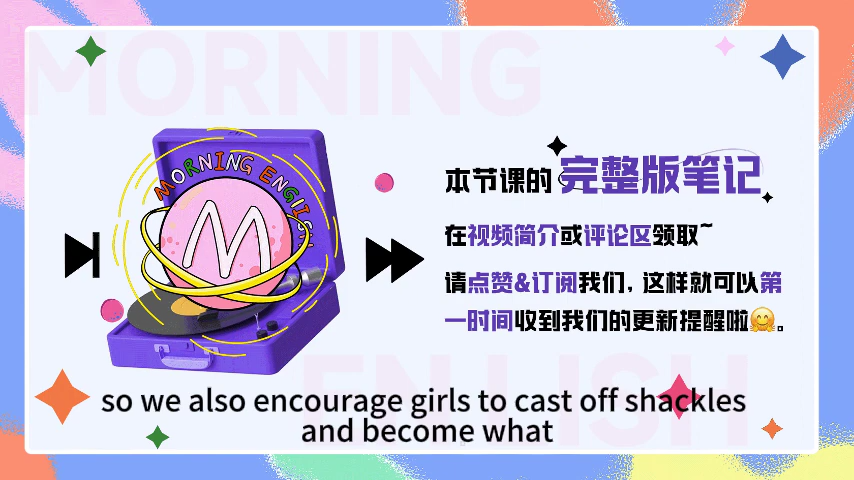 MORNING
MORNING ENGLISH
M
本节课的 完整版笔记
在视频简介或评论区领取~
请点赞&订阅我们，这样就可以第
一时间收到我们的更新提醒啦🤗。
ENGLISH
so we also encourage girls to cast off shackles
and become what